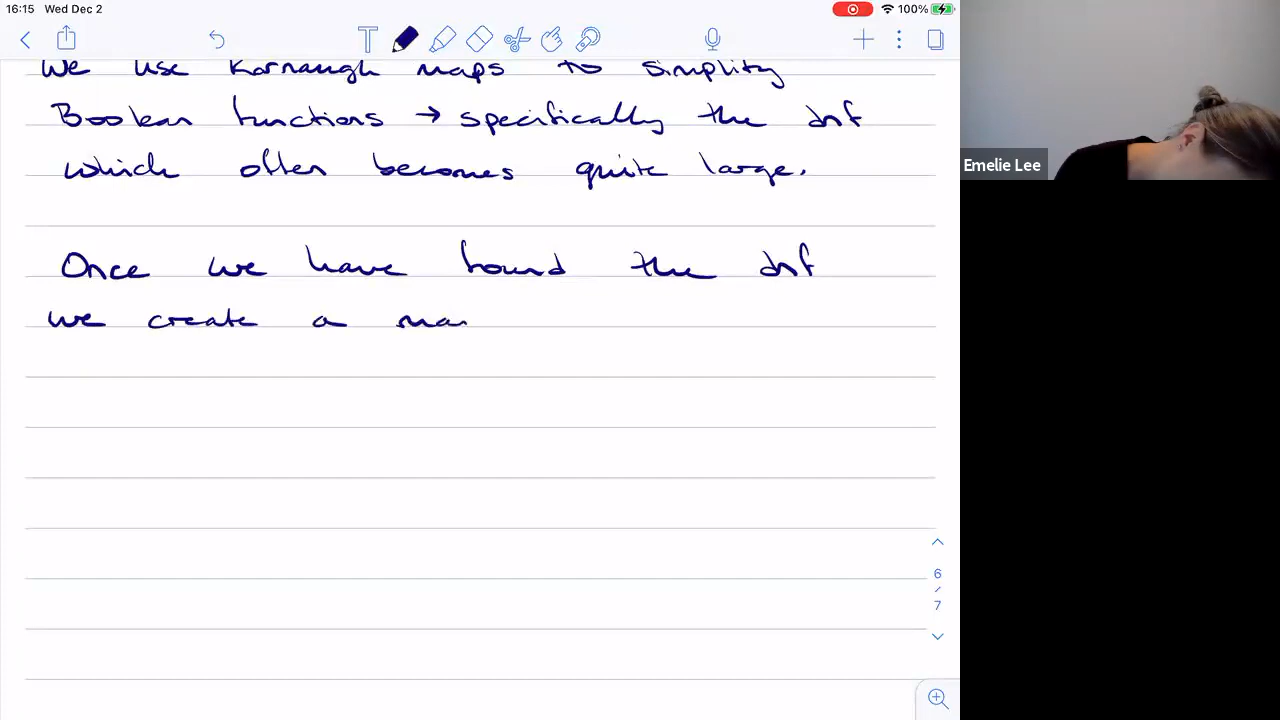 16:15 Wed Dec 2
100%
We use Karnaugh maps to simplify
Boolean functions → specifically the dnf
which often becomes quite large.
Once we have found the dnf
we create a ma
6
/
7
Emelie Lee